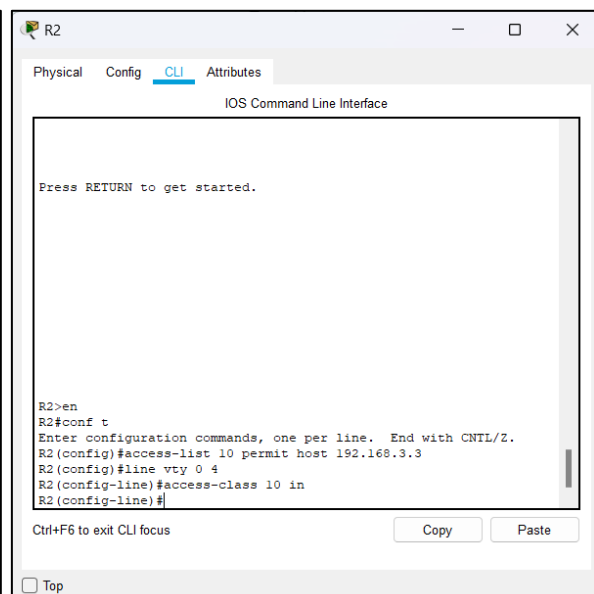 R2
Physical Config CLI Attributes
IOS Command Line Interface
Press RETURN to get started.
R2>en
R2#conf t
Enter configuration commands, one per line.  End with CNTL/Z.
R2(config)#access-list 10 permit host 192.168.3.3
R2(config)#line vty 0 4
R2(config-line)#access-class 10 in
R2(config-line)#
Ctrl+F6 to exit CLI focus
Copy Paste
Top